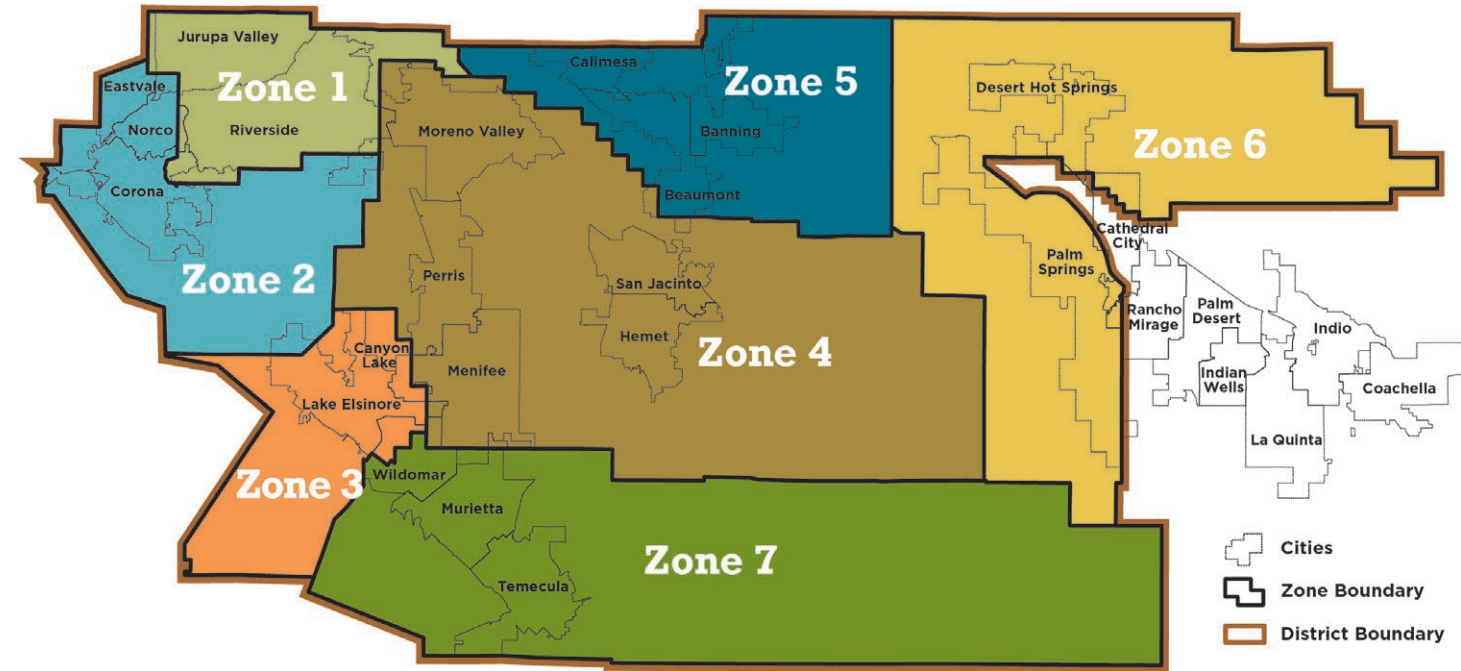 Jurupa Valley
Zone 1
Eastvale
Norco
Riverside
Corona
Zone 2
Calimesa
Zone 5
Banning
Beaumont
Moreno Valley
Desert Hot Springs
Zone 6
Cathedral
City
Palm
Springs
Perris
San Jacinto
Hemet
Zone 4
Menifee
Canyon
Lake
Lake Elsinore
Zone 3
Rancho
Mirage
Palm
Desert
Indio
Indian
Wells
Coachella
La Quinta
Wildomar
Murietta
Zone 7
Temecula
Cities
Zone Boundary
District Boundary